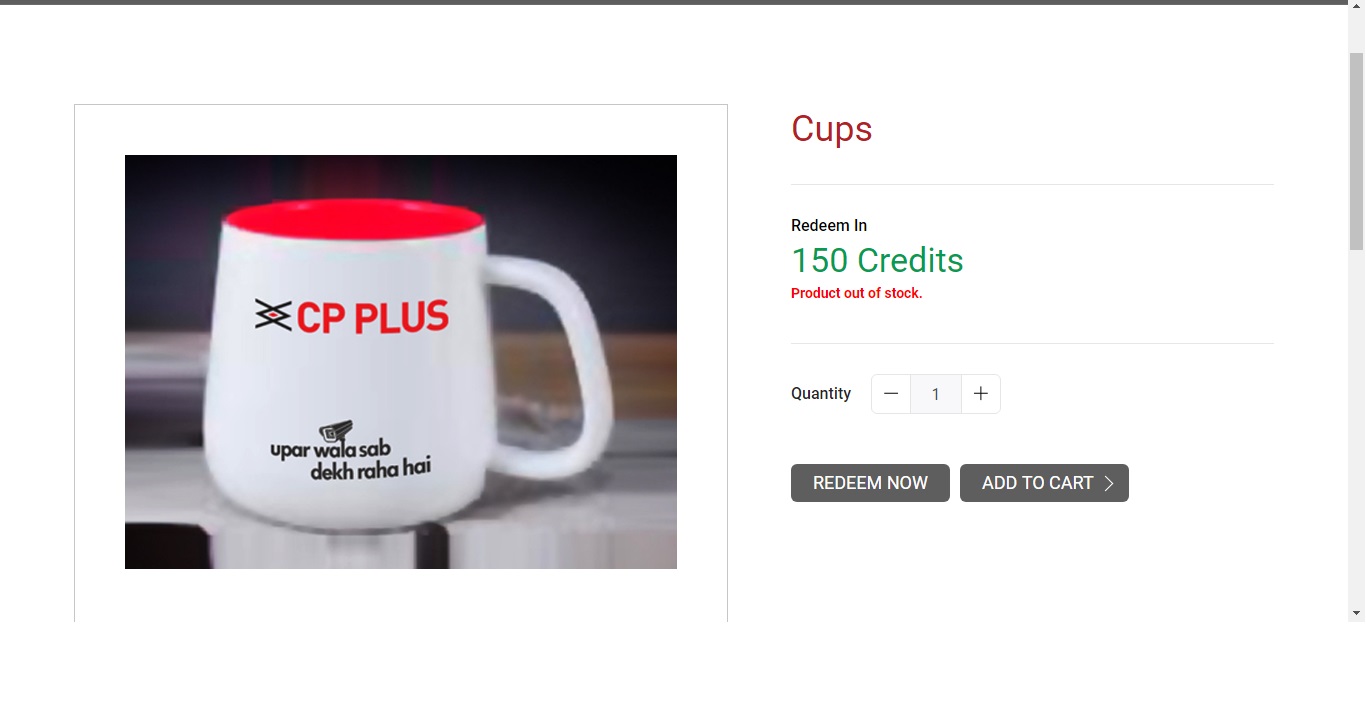 CP PLUS
upar wala sab
dekh raha hai
Cups
Redeem In
150 Credits
Product out of stock.
Quantity
1
REDEEM NOW
ADD TO CART